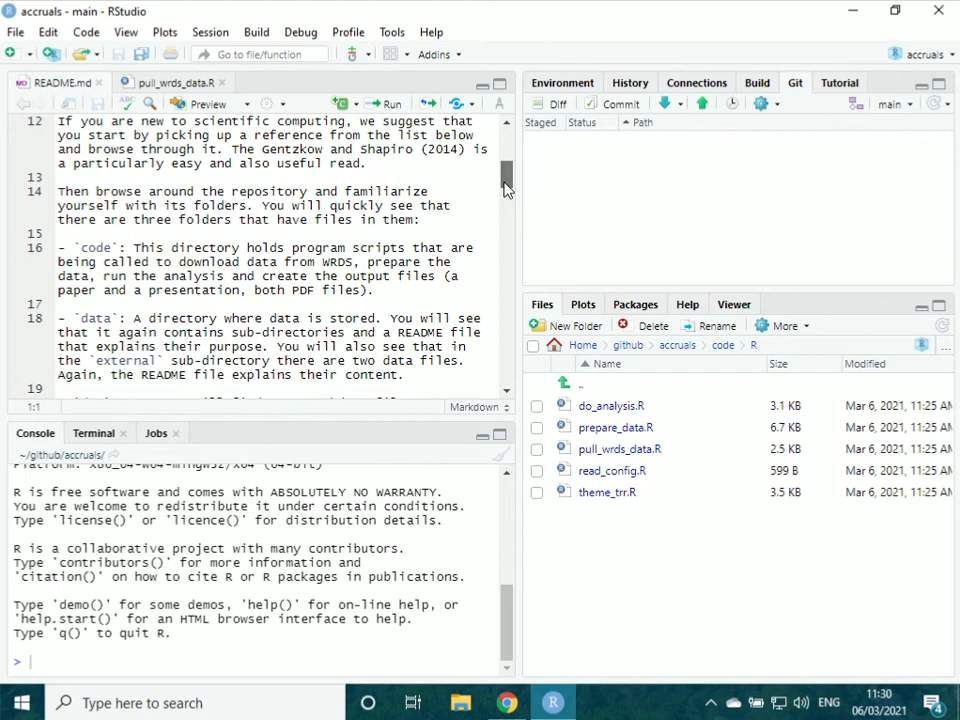 accruals - main - RStudio
File Edit Code View Plots Session Build Debug Profile Tools Help
Go to file/function Addins accruals
README.md pull_wrds_data.R
Preview Run
12 If you are new to scientific computing, we suggest that
you start by picking up a reference from the list below
and browse through it. The Gentzkow and Shapiro (2014) is
a particularly easy and also useful read.
13
14 Then browse around the repository and familiarize
yourself with its folders. You will quickly see that
there are three folders that have files in them:
15
16 - `code`: This directory holds program scripts that are
being called to download data from WRDS, prepare the
data, run the analysis and create the output files (a
paper and a presentation, both PDF files).
17
18 - `data`: A directory where data is stored. You will see
that it again contains sub-directories and a README file
that explains their purpose. You will also see that in
the `external` sub-directory there are two data files.
Again, the README file explains their content.
19
1:1 Markdown
Console Terminal Jobs
~/github/accruals/
R is free software and comes with ABSOLUTELY NO WARRANTY.
You are welcome to redistribute it under certain conditions.
Type 'license()' or 'licence()' for distribution details.
R is a collaborative project with many contributors.
Type 'contributors()' for more information and
'citation()' on how to cite R or R packages in publications.
Type 'demo()' for some demos, 'help()' for on-line help, or
'help.start()' for an HTML browser interface to help.
Type 'q()' to quit R.
>
Environment History Connections Build Git Tutorial
Diff Commit main
Staged Status Path
Files Plots Packages Help Viewer
New Folder Delete Rename More
Home github accruals code R ...
Name Size Modified
..
do_analysis.R 3.1 KB Mar 6, 2021, 11:25 AM
prepare_data.R 6.7 KB Mar 6, 2021, 11:25 AM
pull_wrds_data.R 2.5 KB Mar 6, 2021, 11:25 AM
read_config.R 599 B Mar 6, 2021, 11:25 AM
theme_trr.R 3.5 KB Mar 6, 2021, 11:25 AM
Type here to search
ENG 11:30
06/03/2021
4